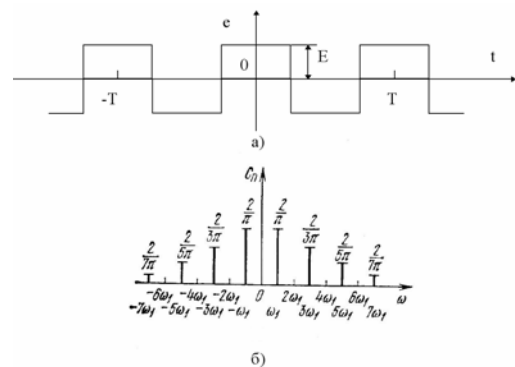 e
E
0
t
-T
T
а)
Cn
2/π 2/π
2/3π 2/3π
2/5π 2/5π
2/7π 2/7π
-6ω₁ -4ω₁ -2ω₁ 0 2ω₁ 4ω₁ 6ω₁ ω
-7ω₁ -5ω₁ -3ω₁ -ω₁ ω₁ 3ω₁ 5ω₁ 7ω₁
б)